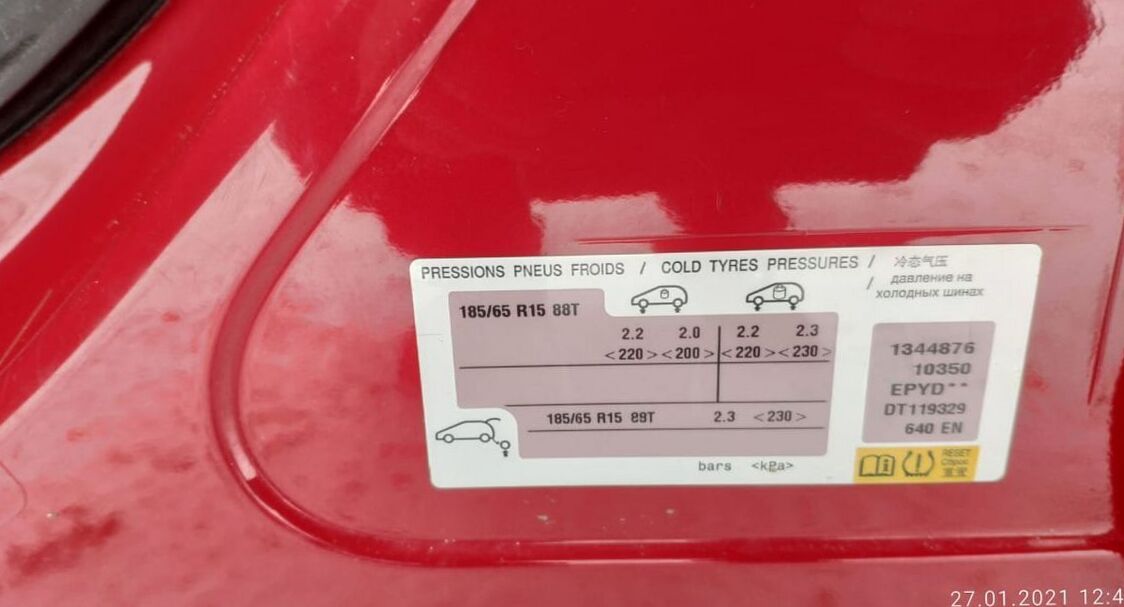 PRESSIONS PNEUS FROIDS / COLD TYRES PRESSURES / 冷态气压
/ давление на
холодных шинах
185/65 R15 88T
2.2 2.0 2.2 2.3
<220> <200> <220> <230>
185/65 R15 89T 2.3 <230>
bars <kPa>
1344876
10350
EPYD**
DT119329
640 EN
RESET
Сброс
27.01.2021 12:4